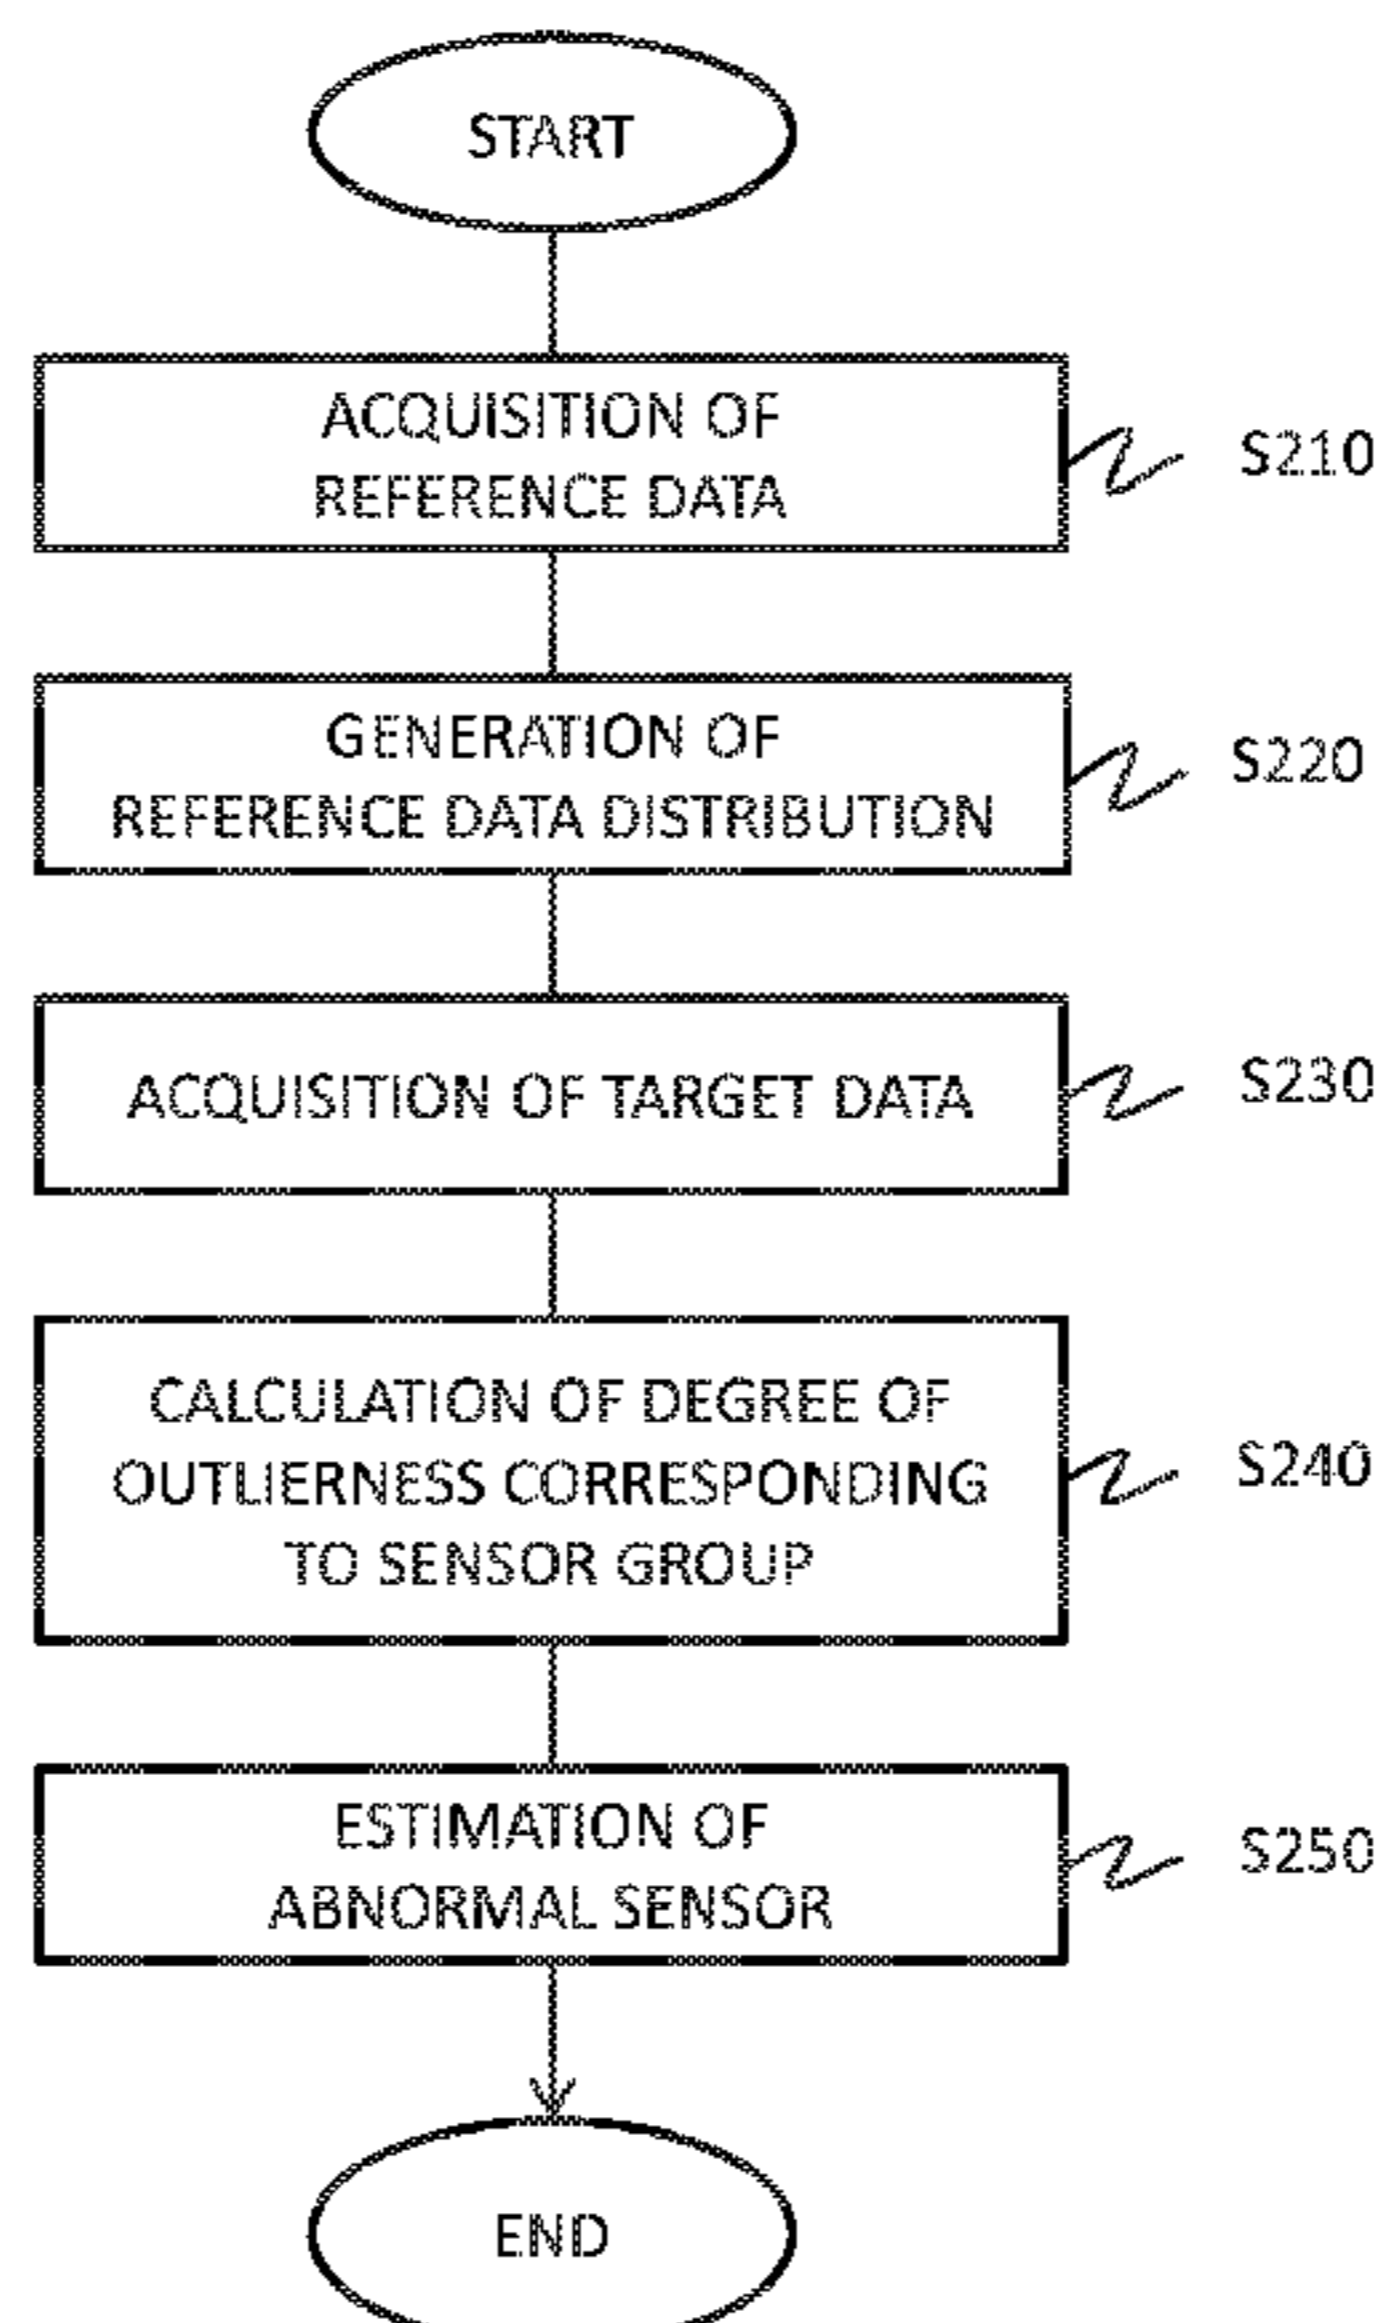 START
ACQUISITION OF
REFERENCE DATA
S210
GENERATION OF
REFERENCE DATA DISTRIBUTION
S220
ACQUISITION OF TARGET DATA
S230
CALCULATION OF DEGREE OF
OUTLIERNESS CORRESPONDING
TO SENSOR GROUP
S240
ESTIMATION OF
ABNORMAL SENSOR
S250
END